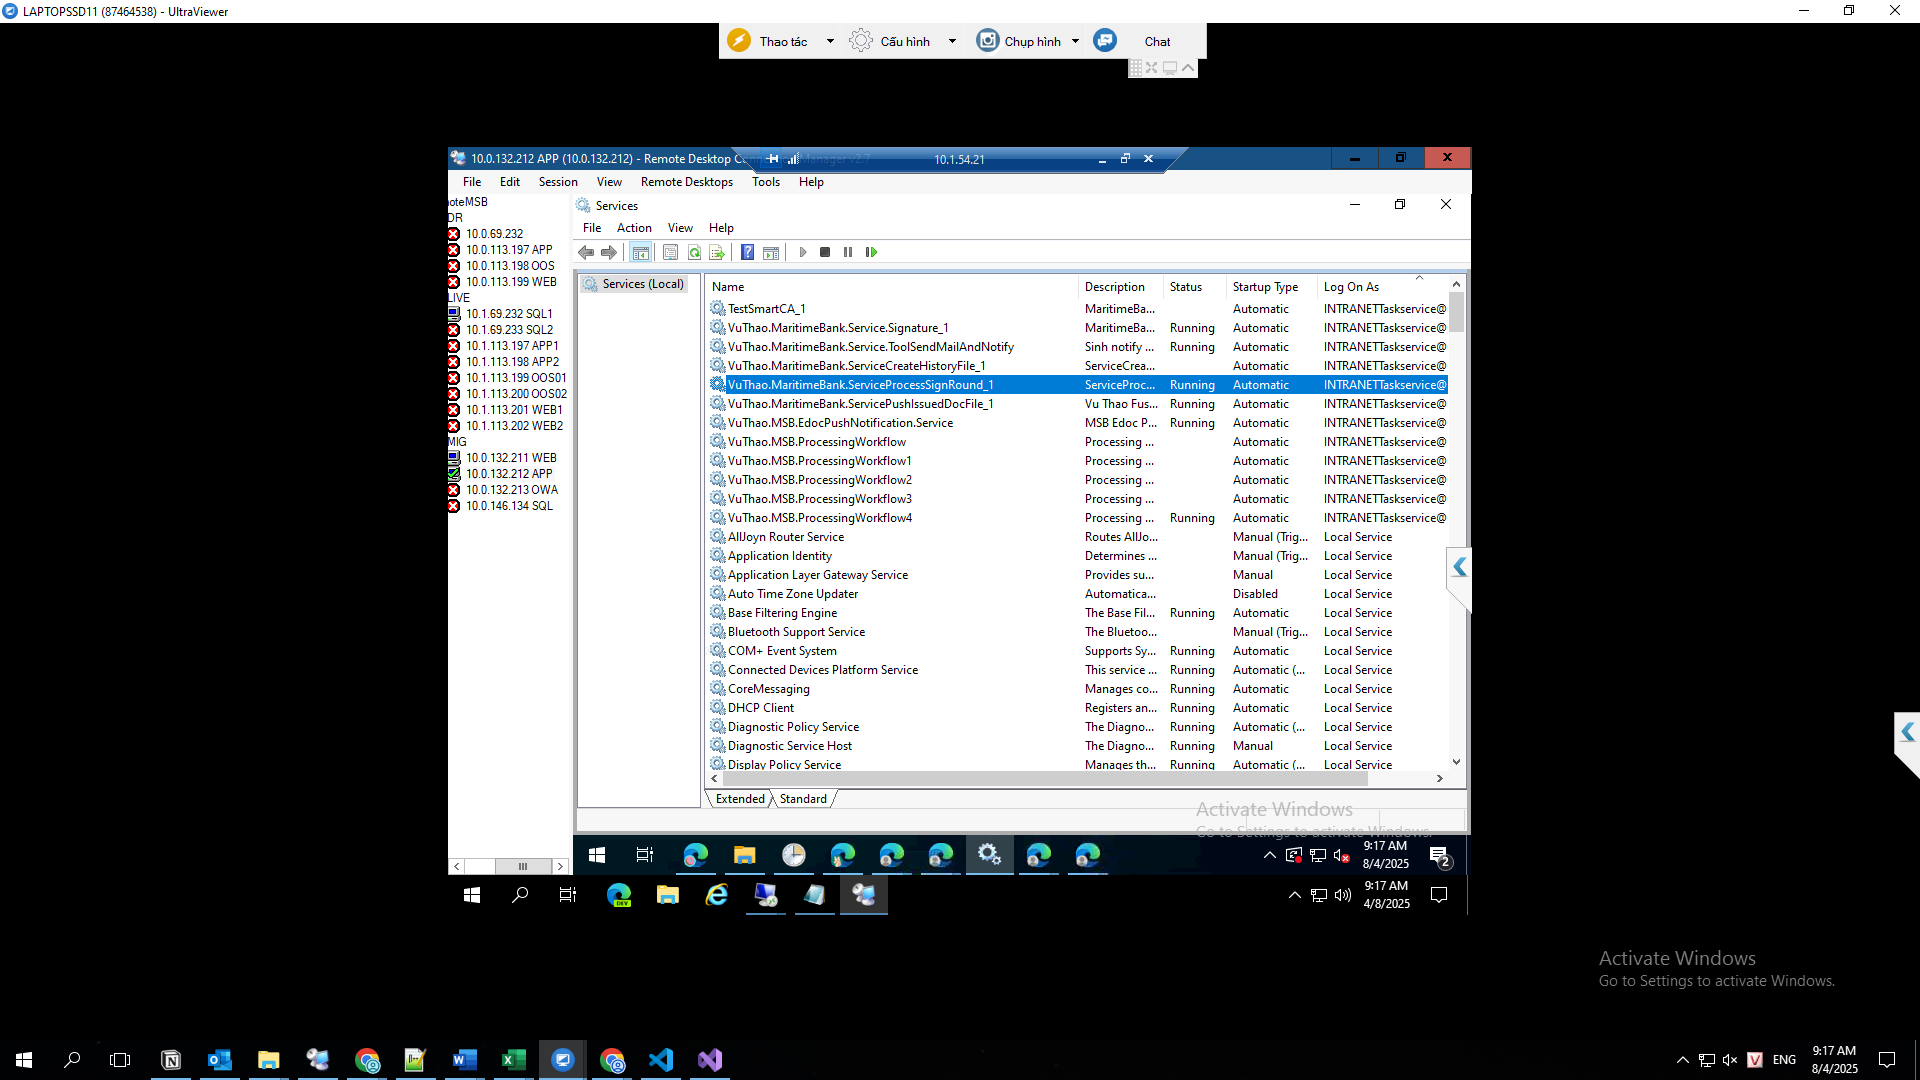 LAPTOPSSD11 (87464538) - UltraViewer
Thao tác
Cấu hình
Chụp hình
Chat
10.0.132.212 APP (10.0.132.212) - Remote Desktop
10.1.54.21
File Edit Session View Remote Desktops Tools Help
oteMSB
DR
10.0.69.232
10.0.113.197 APP
10.0.113.198 OOS
10.0.113.199 WEB
LIVE
10.1.69.232 SQL1
10.1.69.233 SQL2
10.1.113.197 APP1
10.1.113.198 APP2
10.1.113.199 OOS01
10.1.113.200 OOS02
10.1.113.201 WEB1
10.1.113.202 WEB2
MIG
10.0.132.211 WEB
10.0.132.212 APP
10.0.132.213 OWA
10.0.146.134 SQL
Services
File Action View Help
Services (Local)
Name Description Status Startup Type Log On As
TestSmartCA_1 MaritimeBa... Automatic INTRANETTaskservice@
VuThao.MaritimeBank.Service.Signature_1 MaritimeBa... Running Automatic INTRANETTaskservice@
VuThao.MaritimeBank.Service.ToolSendMailAndNotify Sinh notify ... Running Automatic INTRANETTaskservice@
VuThao.MaritimeBank.ServiceCreateHistoryFile_1 ServiceCrea... Automatic INTRANETTaskservice@
VuThao.MaritimeBank.ServiceProcessSignRound_1 ServiceProc... Running Automatic INTRANETTaskservice@
VuThao.MaritimeBank.ServicePushIssuedDocFile_1 Vu Thao Fus... Running Automatic INTRANETTaskservice@
VuThao.MSB.EdocPushNotification.Service MSB Edoc P... Running Automatic INTRANETTaskservice@
VuThao.MSB.ProcessingWorkflow Processing ... Automatic INTRANETTaskservice@
VuThao.MSB.ProcessingWorkflow1 Processing ... Automatic INTRANETTaskservice@
VuThao.MSB.ProcessingWorkflow2 Processing ... Automatic INTRANETTaskservice@
VuThao.MSB.ProcessingWorkflow3 Processing ... Automatic INTRANETTaskservice@
VuThao.MSB.ProcessingWorkflow4 Processing ... Running Automatic INTRANETTaskservice@
AllJoyn Router Service Routes AllJo... Manual (Trig... Local Service
Application Identity Determines ... Manual (Trig... Local Service
Application Layer Gateway Service Provides su... Manual Local Service
Auto Time Zone Updater Automatica... Disabled Local Service
Base Filtering Engine The Base Fil... Running Automatic Local Service
Bluetooth Support Service The Bluetoo... Manual (Trig... Local Service
COM+ Event System Supports Sy... Running Automatic Local Service
Connected Devices Platform Service This service ... Running Automatic (... Local Service
CoreMessaging Manages co... Running Automatic Local Service
DHCP Client Registers an... Running Automatic Local Service
Diagnostic Policy Service The Diagno... Running Automatic (... Local Service
Diagnostic Service Host The Diagno... Running Manual Local Service
Display Policy Service Manages th... Running Automatic (... Local Service
Extended Standard
Activate Windows
Go to Settings to activate Windows.
9:17 AM
8/4/2025
2
DEV
9:17 AM
4/8/2025
Activate Windows
Go to Settings to activate Windows.
ENG
9:17 AM
8/4/2025